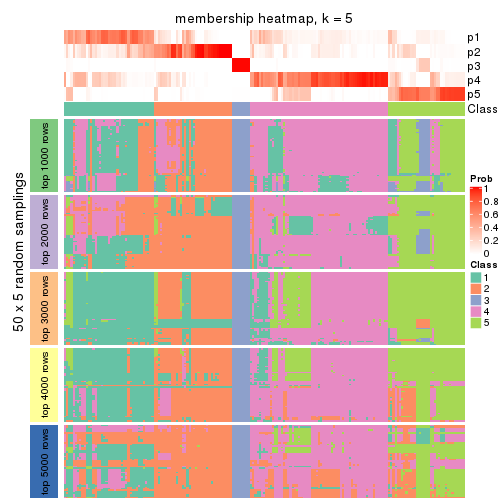 membership heatmap, k = 5
p1
p2
p3
p4
p5
Class
50 x 5 random samplings
top 1000 rows
top 2000 rows
top 3000 rows
top 4000 rows
top 5000 rows
Prob
1
0.8
0.6
0.4
0.2
0
Class
1
2
3
4
5